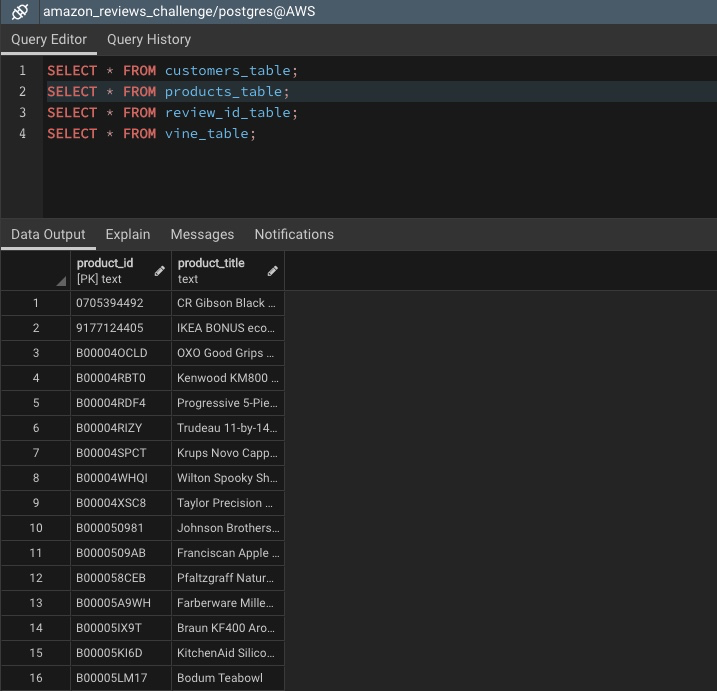 amazon_reviews_challenge/postgres@AWS
Query Editor Query History
1 SELECT * FROM customers_table;
2 SELECT * FROM products_table;
3 SELECT * FROM review_id_table;
4 SELECT * FROM vine_table;
Data Output Explain Messages Notifications
product_id product_title
[PK] text text
1 0705394492 CR Gibson Black ...
2 9177124405 IKEA BONUS eco...
3 B00004OCLD OXO Good Grips ...
4 B00004RBT0 Kenwood KM800 ...
5 B00004RDF4 Progressive 5-Pie...
6 B00004RIZY Trudeau 11-by-14...
7 B00004SPCT Krups Novo Capp...
8 B00004WHQI Wilton Spooky Sh...
9 B00004XSC8 Taylor Precision ...
10 B000050981 Johnson Brothers...
11 B0000509AB Franciscan Apple ...
12 B000058CEB Pfaltzgraff Natur...
13 B00005A9WH Farberware Mille...
14 B00005IX9T Braun KF400 Aro...
15 B00005KI6D KitchenAid Silico...
16 B00005LM17 Bodum Teabowl